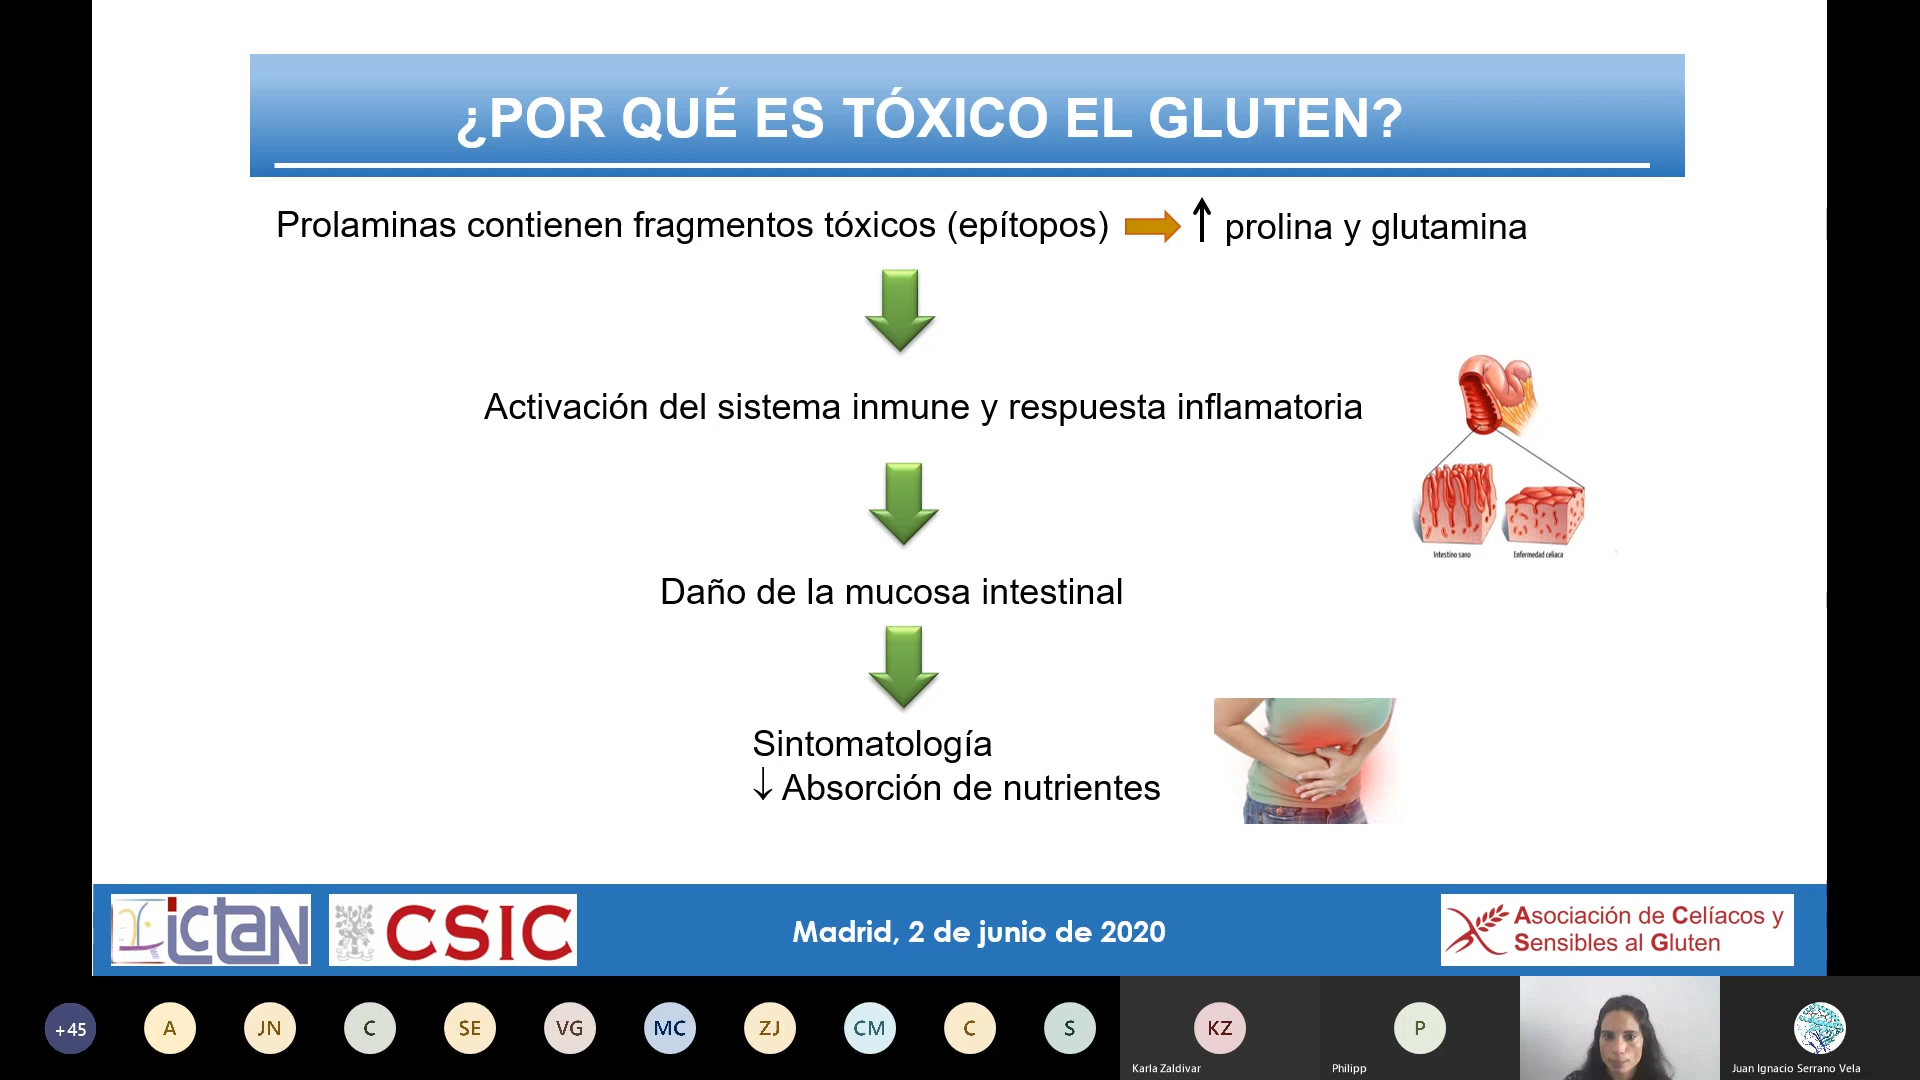 ¿POR QUÉ ES TÓXICO EL GLUTEN?
Prolaminas contienen fragmentos tóxicos (epítopos) ↑ prolina y glutamina
Activación del sistema inmune y respuesta inflamatoria
Intestino sano
Enfermedad celíaca
Daño de la mucosa intestinal
Sintomatología
↓ Absorción de nutrientes
ictan
CSIC
Madrid, 2 de junio de 2020
Asociación de Celíacos y
Sensibles al Gluten
+45
A
JN
C
SE
VG
MC
ZJ
CM
C
S
KZ
Karla Zaldivar
P
Philipp
Juan Ignacio Serrano Vela